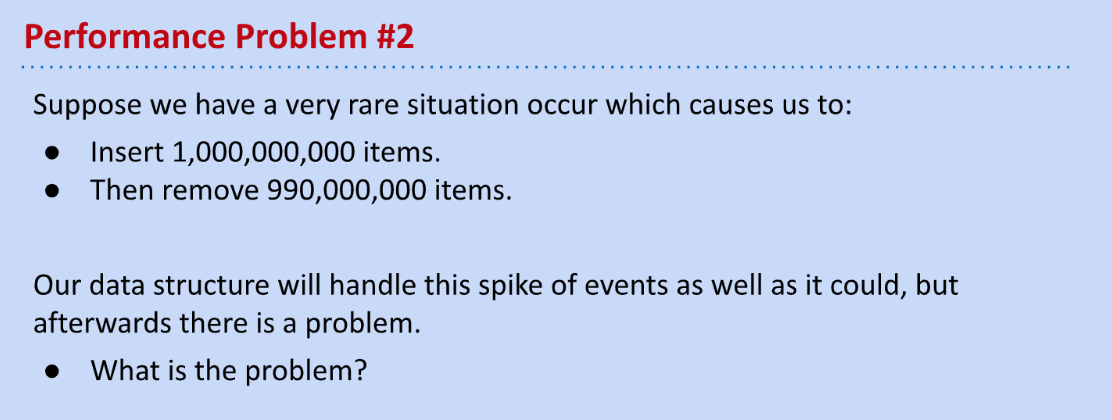 Performance Problem #2
Suppose we have a very rare situation occur which causes us to:
● Insert 1,000,000,000 items.
● Then remove 990,000,000 items.
Our data structure will handle this spike of events as well as it could, but
afterwards there is a problem.
● What is the problem?